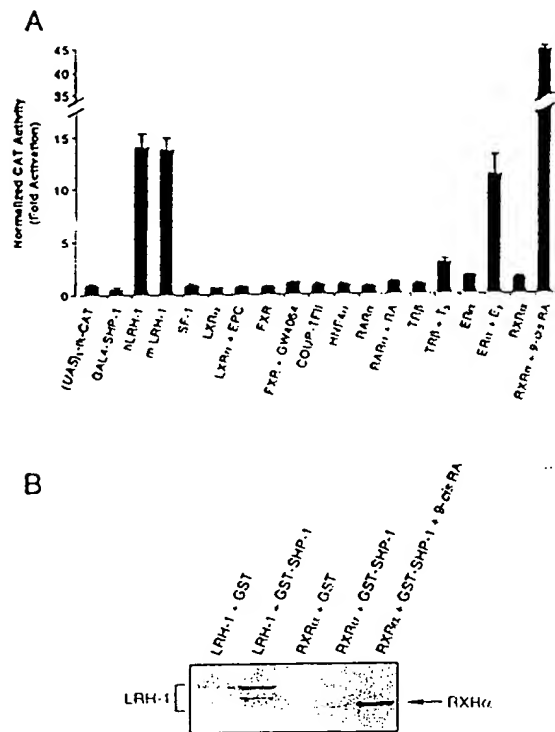 A
Normalized CAT Activity
(Fold Activation)
45
40
35
15
10
5
0
(UAS)5-tk-CAT
GAL4-SHP-1
hLRH-1
mLRH-1
SF-1
LXRα
LXRα + EPC
FXR
FXR + GW4064
COUP-TFII
HNF4α
RARα
RARα + RA
TRβ
TRβ + T3
ERα
ERα + E2
RXRα
RXRα + 9-cis RA
B
LRH-1 + GST
LRH-1 + GST-SHP-1
RXRα + GST
RXRα + GST-SHP-1
RXRα + GST-SHP-1 + 9-cis RA
LRH-1
RXRα